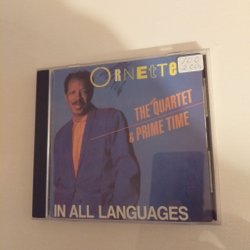 ORNETTE
THE QUARTET
& PRIME TIME
IN ALL LANGUAGES